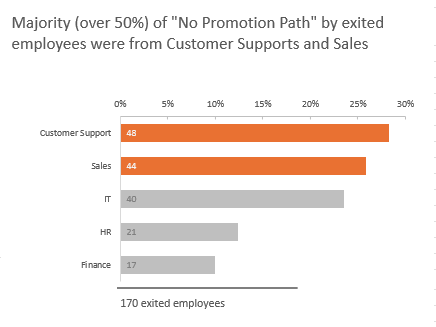 Majority (over 50%) of "No Promotion Path" by exited
employees were from Customer Supports and Sales
0% 5% 10% 15% 20% 25% 30%
Customer Support 48
Sales 44
IT 40
HR 21
Finance 17
170 exited employees